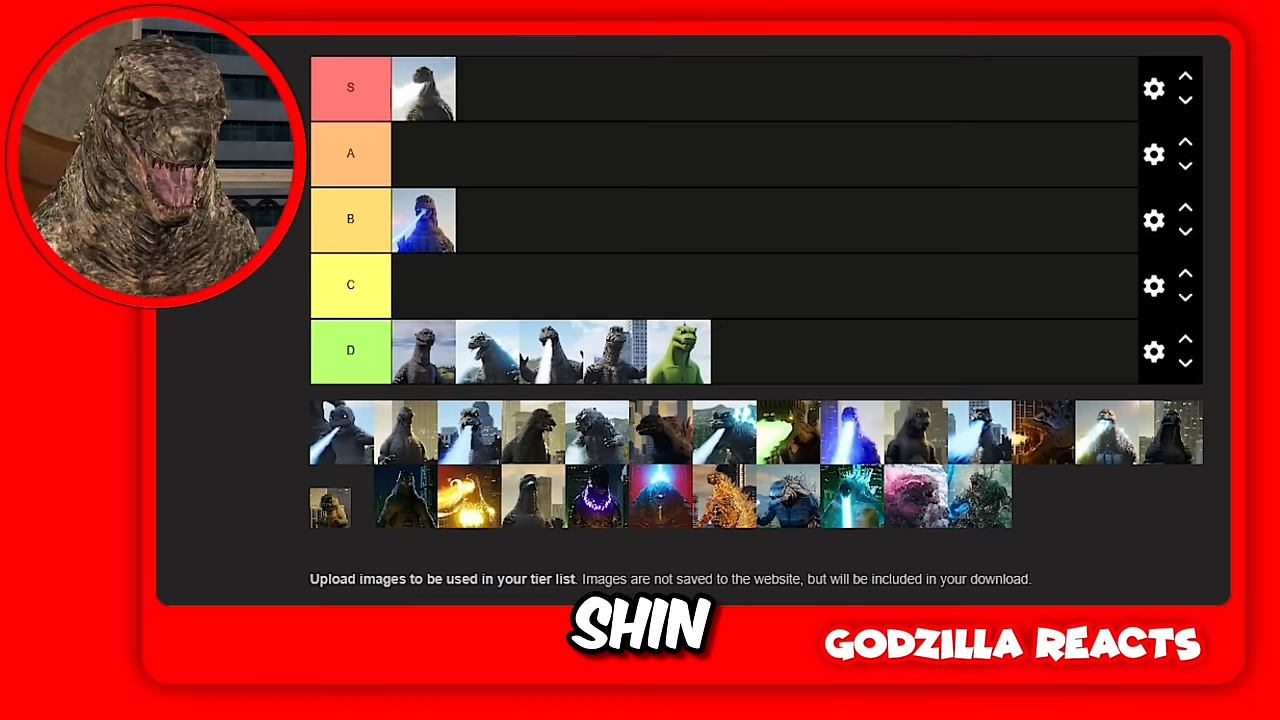 S
A
B
C
D
Upload images to be used in your tier list. Images are not saved to the website, but will be included in your download.
SHIN
GODZILLA REACTS